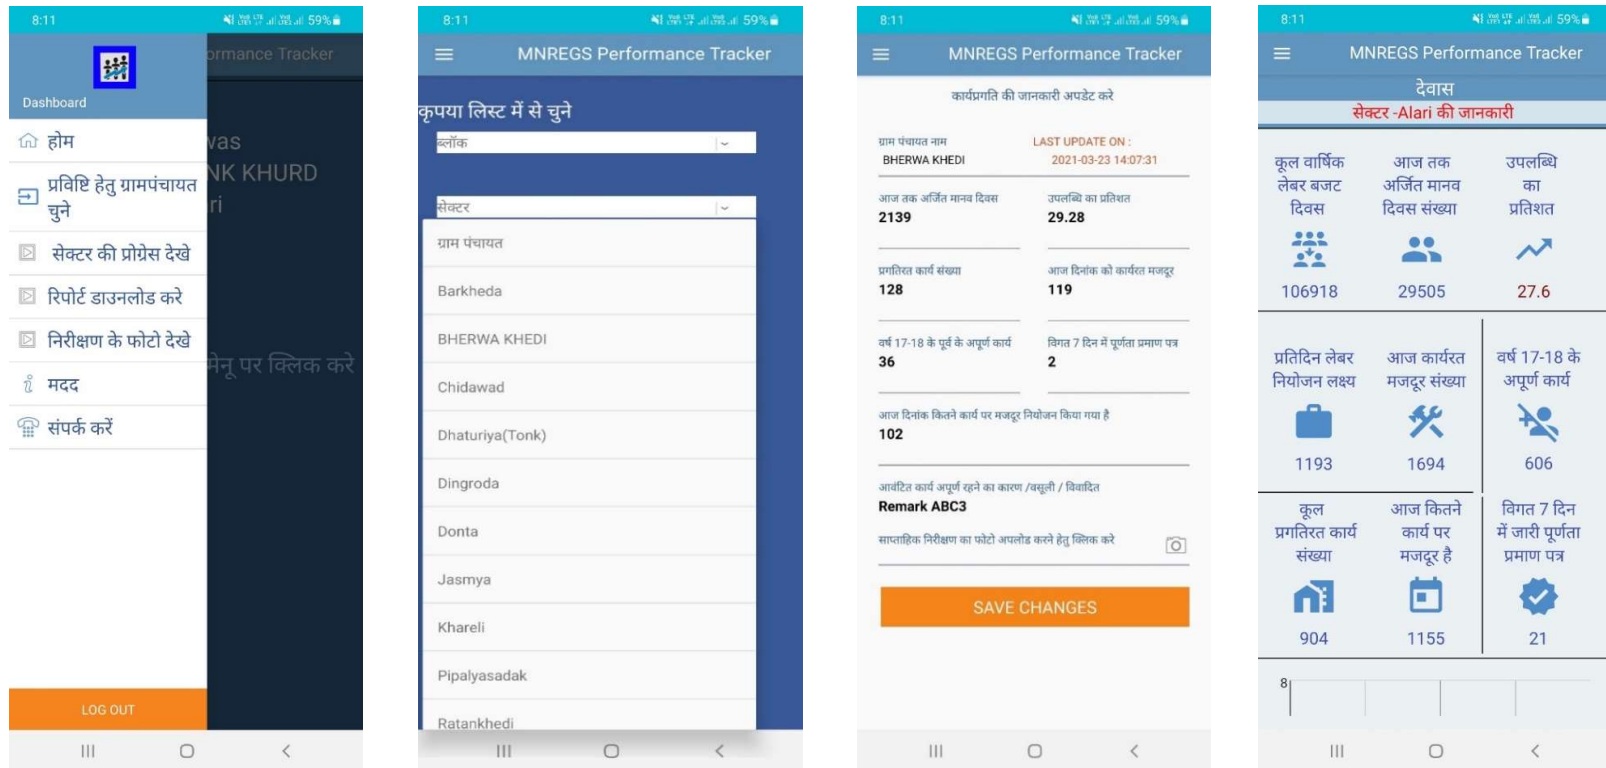 8:11
59%
ormance Tracker
Dashboard
vas
NK KHURD
ri
मेनू पर क्लिक करे
होम
प्रविष्टि हेतु ग्रामपंचायत
चुने
सेक्टर की प्रोग्रेस देखे
रिपोर्ट डाउनलोड करे
निरीक्षण के फोटो देखे
मदद
संपर्क करें
LOG OUT
8:11
59%
MNREGS Performance Tracker
कृपया लिस्ट में से चुने
ब्लॉक
सेक्टर
ग्राम पंचायत
Barkheda
BHERWA KHEDI
Chidawad
Dhaturiya(Tonk)
Dingroda
Donta
Jasmya
Khareli
Pipalyasadak
Ratankhedi
8:11
59%
MNREGS Performance Tracker
कार्यप्रगति की जानकारी अपडेट करे
ग्राम पंचायत नाम
BHERWA KHEDI
LAST UPDATE ON :
2021-03-23 14:07:31
आज तक अर्जित मानव दिवस
2139
उपलब्धि का प्रतिशत
29.28
प्रगतिरत कार्य संख्या
128
आज दिनांक को कार्यरत मजदूर
119
वर्ष 17-18 के पूर्व के अपूर्ण कार्य
36
विगत 7 दिन में पूर्णता प्रमाण पत्र
2
आज दिनांक कितने कार्य पर मजदूर नियोजन किया गया है
102
आवंटित कार्य अपूर्ण रहने का कारण /वसूली / विवादित
Remark ABC3
साप्ताहिक निरीक्षण का फोटो अपलोड करने हेतु क्लिक करे
SAVE CHANGES
8:11
59%
MNREGS Performance Tracker
देवास
सेक्टर -Alari की जानकारी
कूल वार्षिक
लेबर बजट
दिवस
106918
आज तक
अर्जित मानव
दिवस संख्या
29505
उपलब्धि
का
प्रतिशत
27.6
प्रतिदिन लेबर
नियोजन लक्ष्य
1193
आज कार्यरत
मजदूर संख्या
1694
वर्ष 17-18 के
अपूर्ण कार्य
606
कूल
प्रगतिरत कार्य
संख्या
904
आज कितने
कार्य पर
मजदूर है
1155
विगत 7 दिन
में जारी पूर्णता
प्रमाण पत्र
21
8